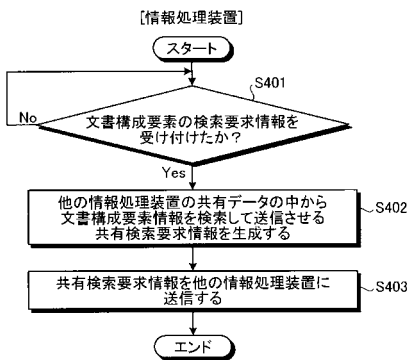 [情報処理装置]
スタート
S401
文書構成要素の検索要求情報を
受け付けたか？
No
Yes
S402
他の情報処理装置の共有データの中から
文書構成要素情報を検索して送信させる
共有検索要求情報を生成する
S403
共有検索要求情報を他の情報処理装置に
送信する
エンド